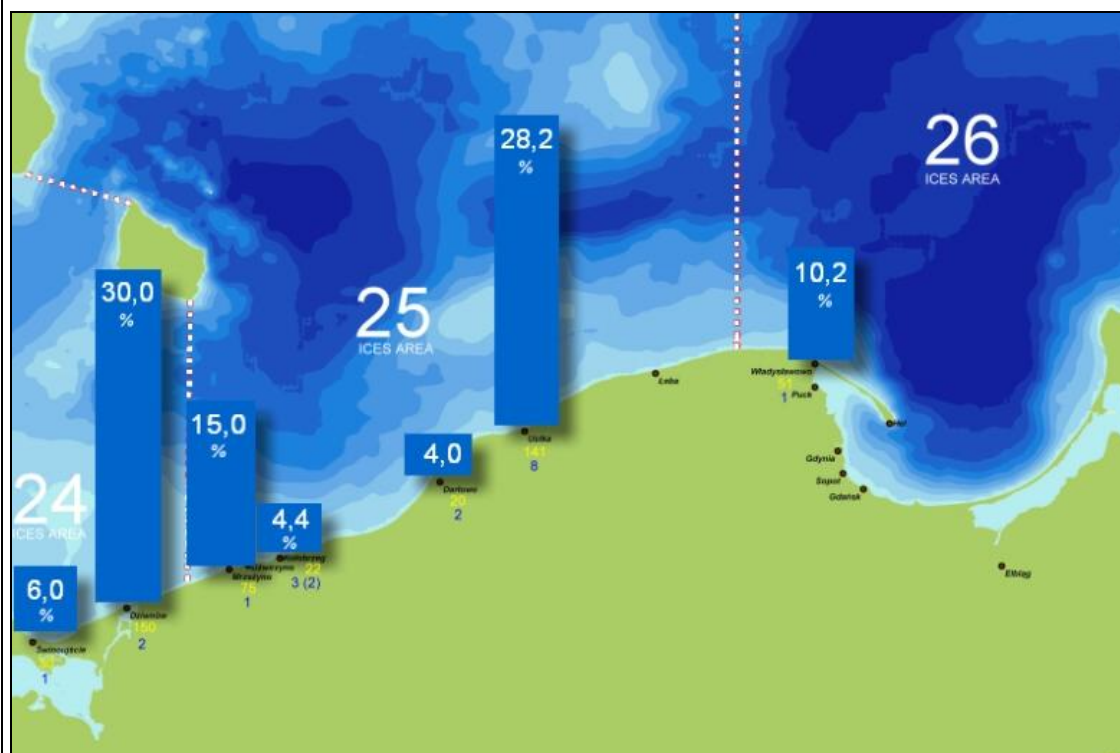 28,2
%
26
ICES AREA
10,2
%
30,0
%
25
ICES AREA
15,0
%
Łeba
Władysławowo
51
1
Puck
Hel
Ustka
141
8
4,0
Darłowo
20
2
Gdynia
Sopot
Gdańsk
24
ICES AREA
4,4
%
Kołobrzeg
22
3 (2)
Dźwirzyno
Mrzeżyno
75
1
Elbląg
6,0
%
Dziwnów
150
2
Świnoujście
1